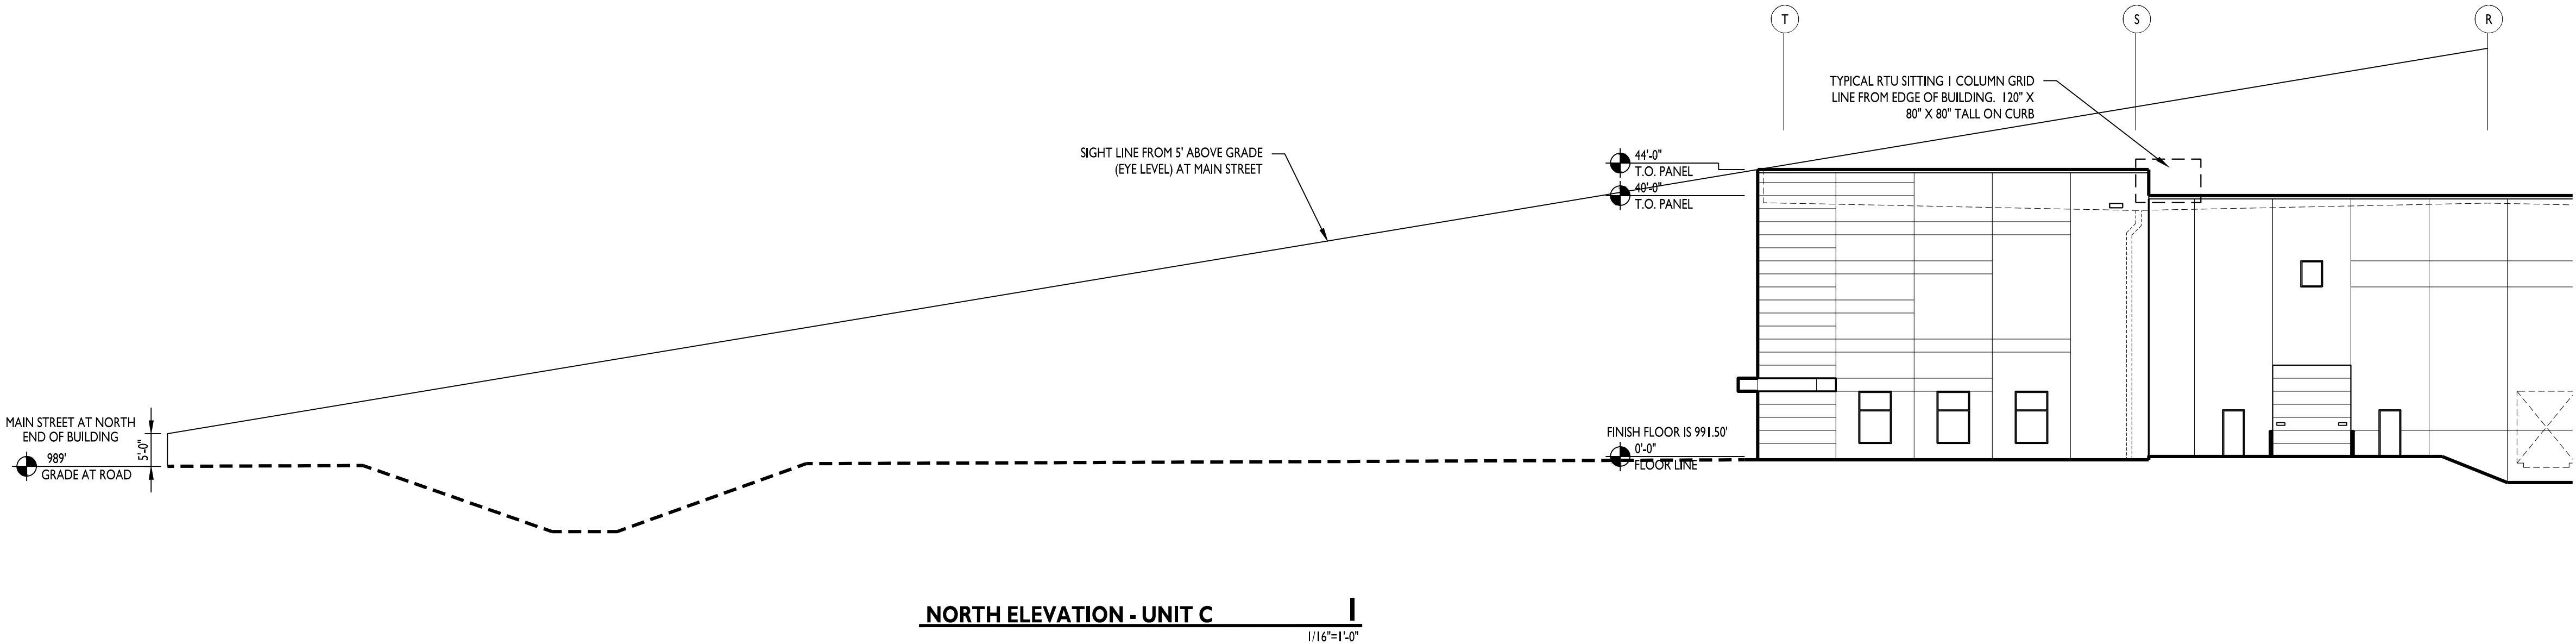 T
S
R
TYPICAL RTU SITTING 1 COLUMN GRID
LINE FROM EDGE OF BUILDING. 120" X
80" X 80" TALL ON CURB
SIGHT LINE FROM 5' ABOVE GRADE
(EYE LEVEL) AT MAIN STREET
44'-0"
T.O. PANEL
40'-0"
T.O. PANEL
MAIN STREET AT NORTH
END OF BUILDING
989'
GRADE AT ROAD
5'-0"
FINISH FLOOR IS 991.50'
0'-0"
FLOOR LINE
NORTH ELEVATION - UNIT C
1
1/16"=1'-0"